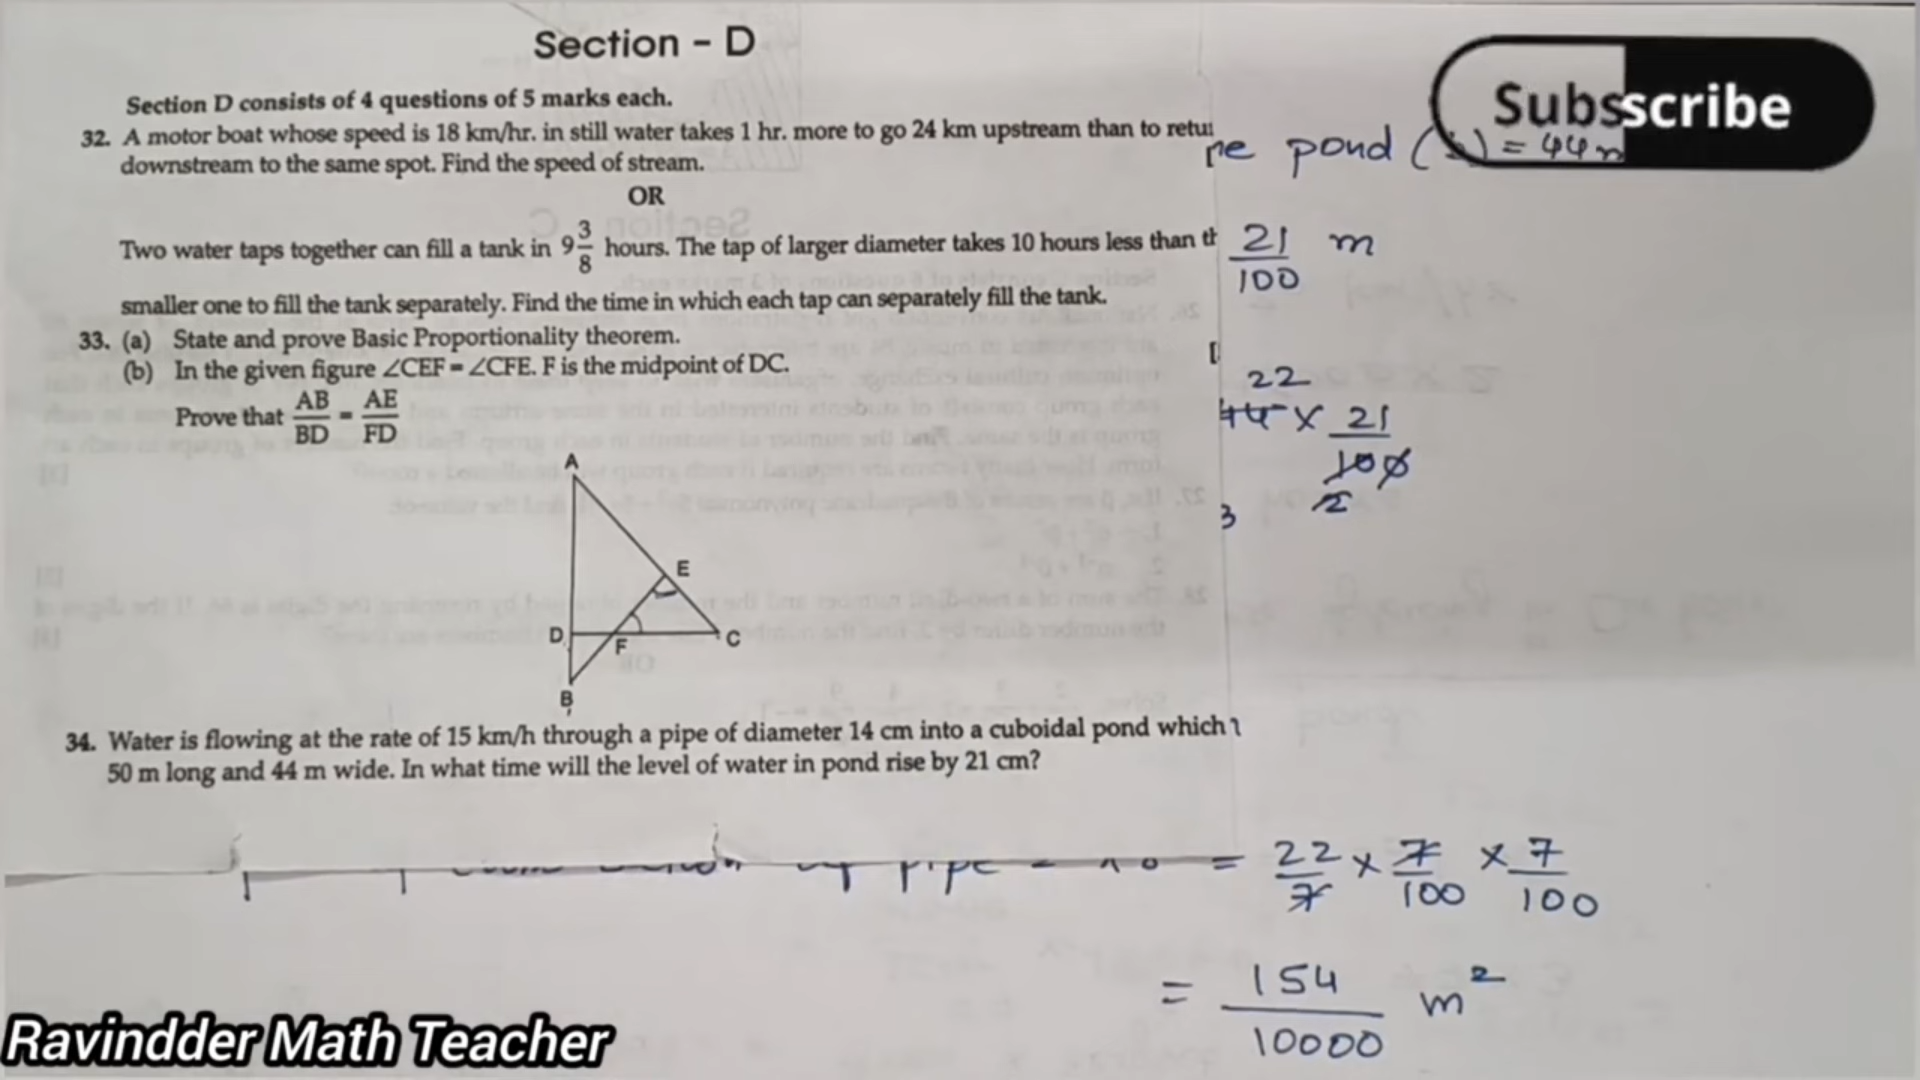 Section - D
Subsscribe
Section D consists of 4 questions of 5 marks each.
32. A motor boat whose speed is 18 km/hr. in still water takes 1 hr. more to go 24 km upstream than to retu
downstream to the same spot. Find the speed of stream.
pond ( ) = 44
OR
Two water taps together can fill a tank in 9 3/8 hours. The tap of larger diameter takes 10 hours less than th
21/100 m
smaller one to fill the tank separately. Find the time in which each tap can separately fill the tank.
33. (a) State and prove Basic Proportionality theorem.
(b) In the given figure ∠CEF = ∠CFE. F is the midpoint of DC.
Prove that AB/BD = AE/FD
22
44 × 21/100
2
3
A
E
D
F
C
B
34. Water is flowing at the rate of 15 km/h through a pipe of diameter 14 cm into a cuboidal pond which
50 m long and 44 m wide. In what time will the level of water in pond rise by 21 cm?
pipe = = 22/7 × 7/100 × 7/100
= 154/10000 m²
Ravindder Math Teacher